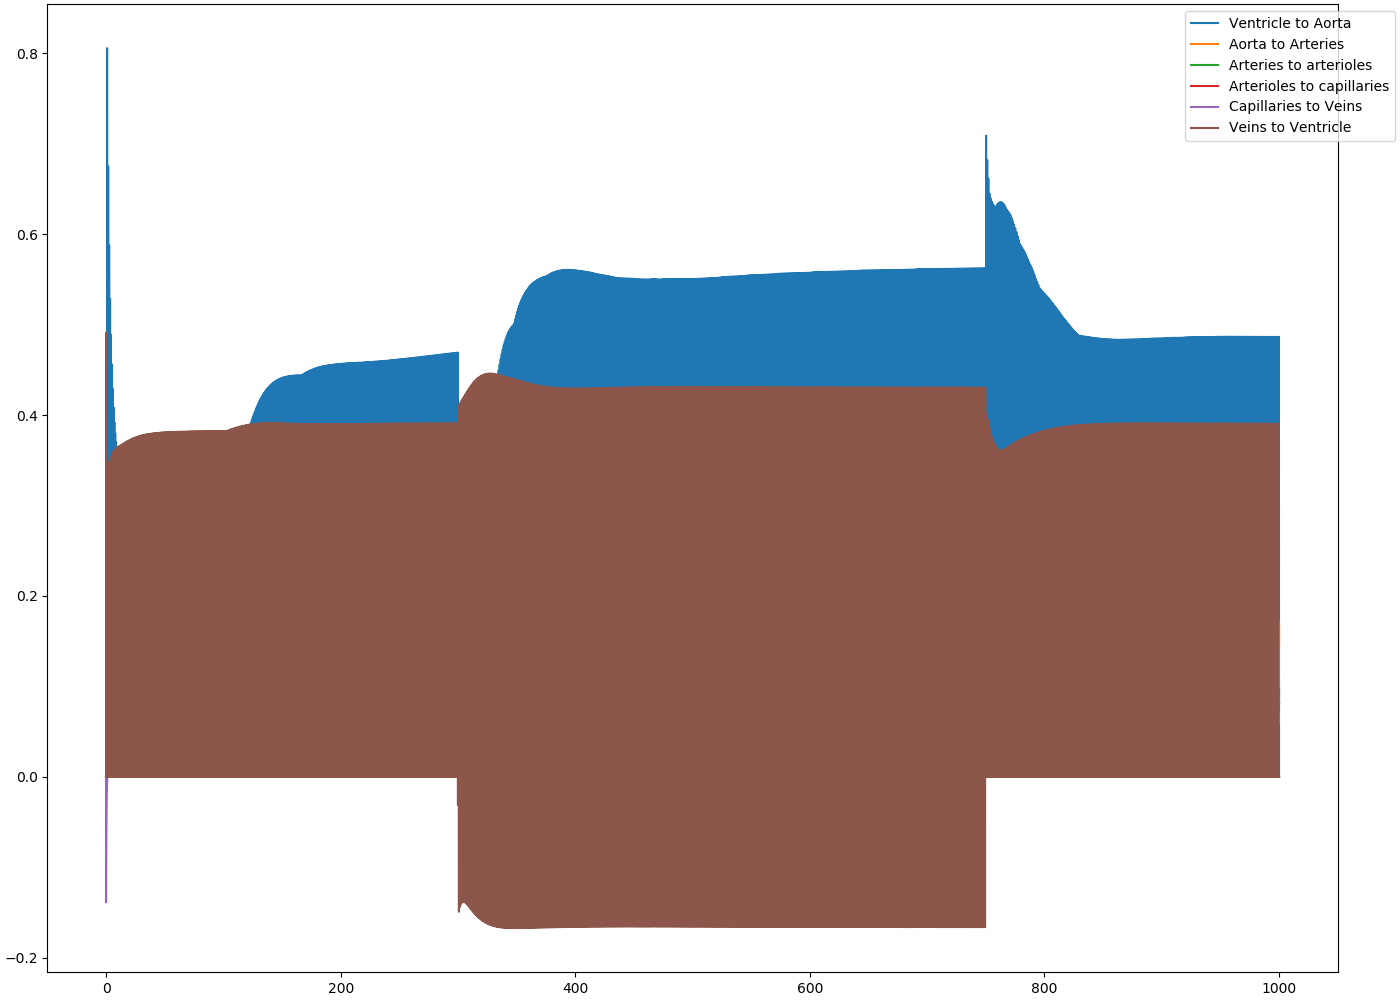 0.8
0.6
0.4
0.2
0.0
−0.2
0 200 400 600 800 1000
Ventricle to Aorta
Aorta to Arteries
Arteries to arterioles
Arterioles to capillaries
Capillaries to Veins
Veins to Ventricle